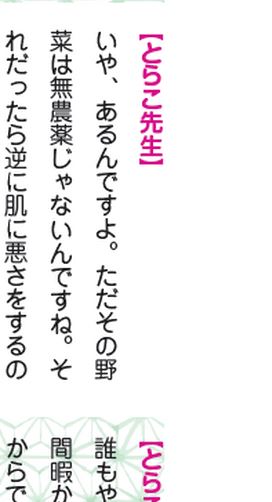 【とらこ先生】
いや、あるんですよ。ただその野
菜は無農薬じゃないんですね。そ
れだったら逆に肌に悪さをするの
【とらこ
誰もや
間暇か
からで